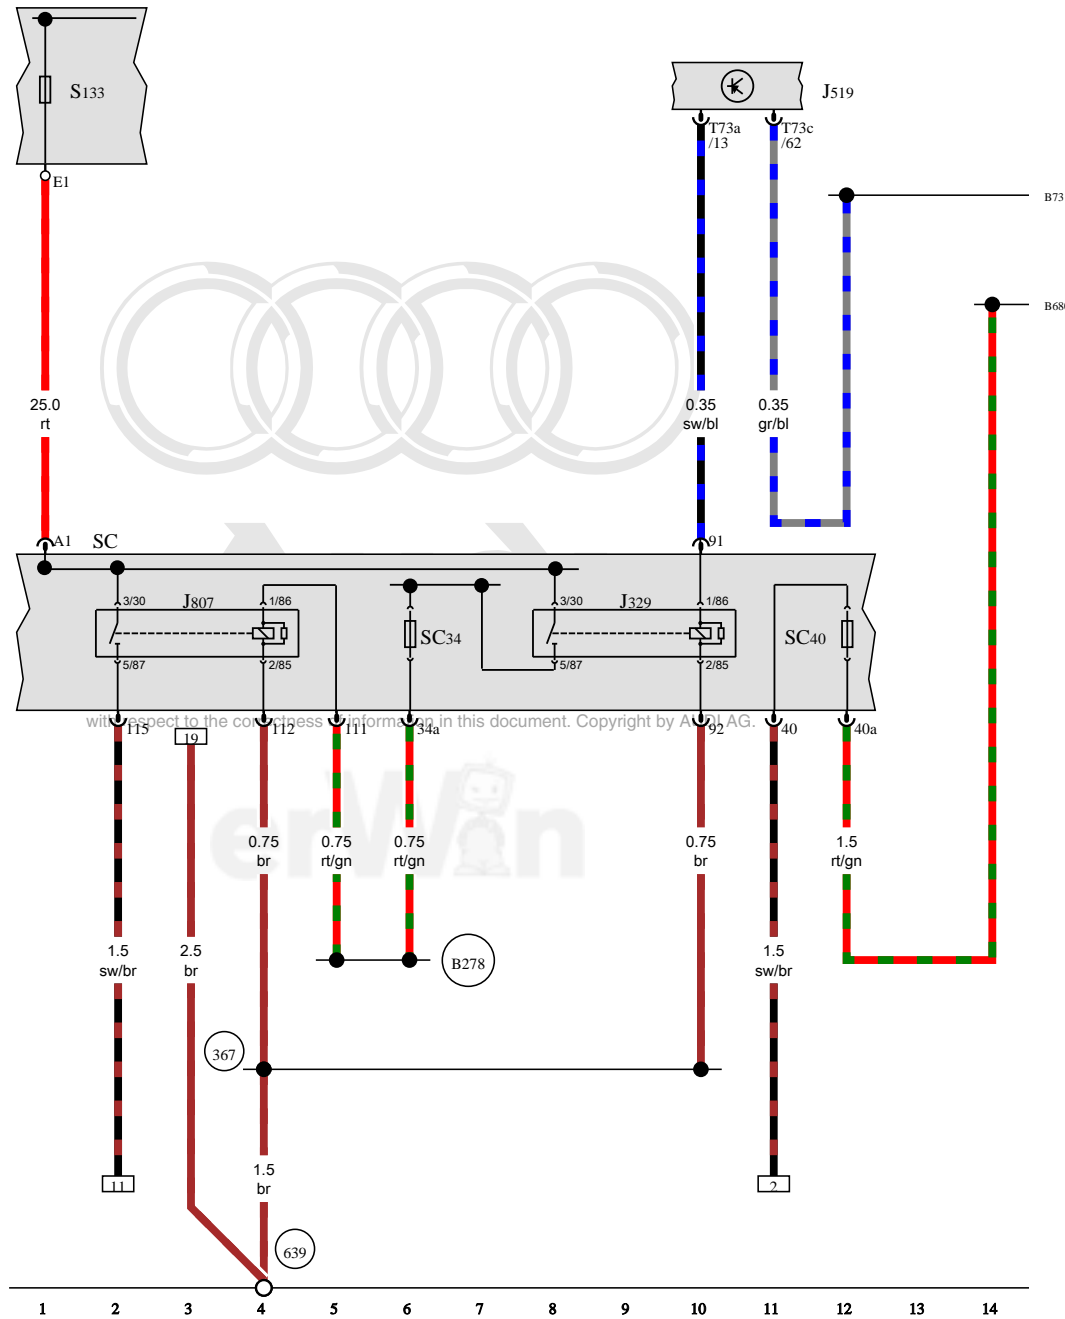 S133
J519
E1
T73a
/13
T73c
/62
B73
25.0
rt
0.35
sw/bl
0.35
gr/bl
A1
SC
91
3/30
J807
1/86
3/30
J329
1/86
SC34
SC40
5/87
2/85
5/87
2/85
with respect to the correctness of information in this document. Copyright by AUDI AG.
115
19
112
111
34a
92
40
40a
erWin
0.75
br
0.75
rt/gn
0.75
rt/gn
0.75
br
1.5
rt/gn
1.5
sw/br
2.5
br
B278
1.5
sw/br
367
1.5
br
11
2
639
1 2 3 4 5 6 7 8 9 10 11 12 13 14